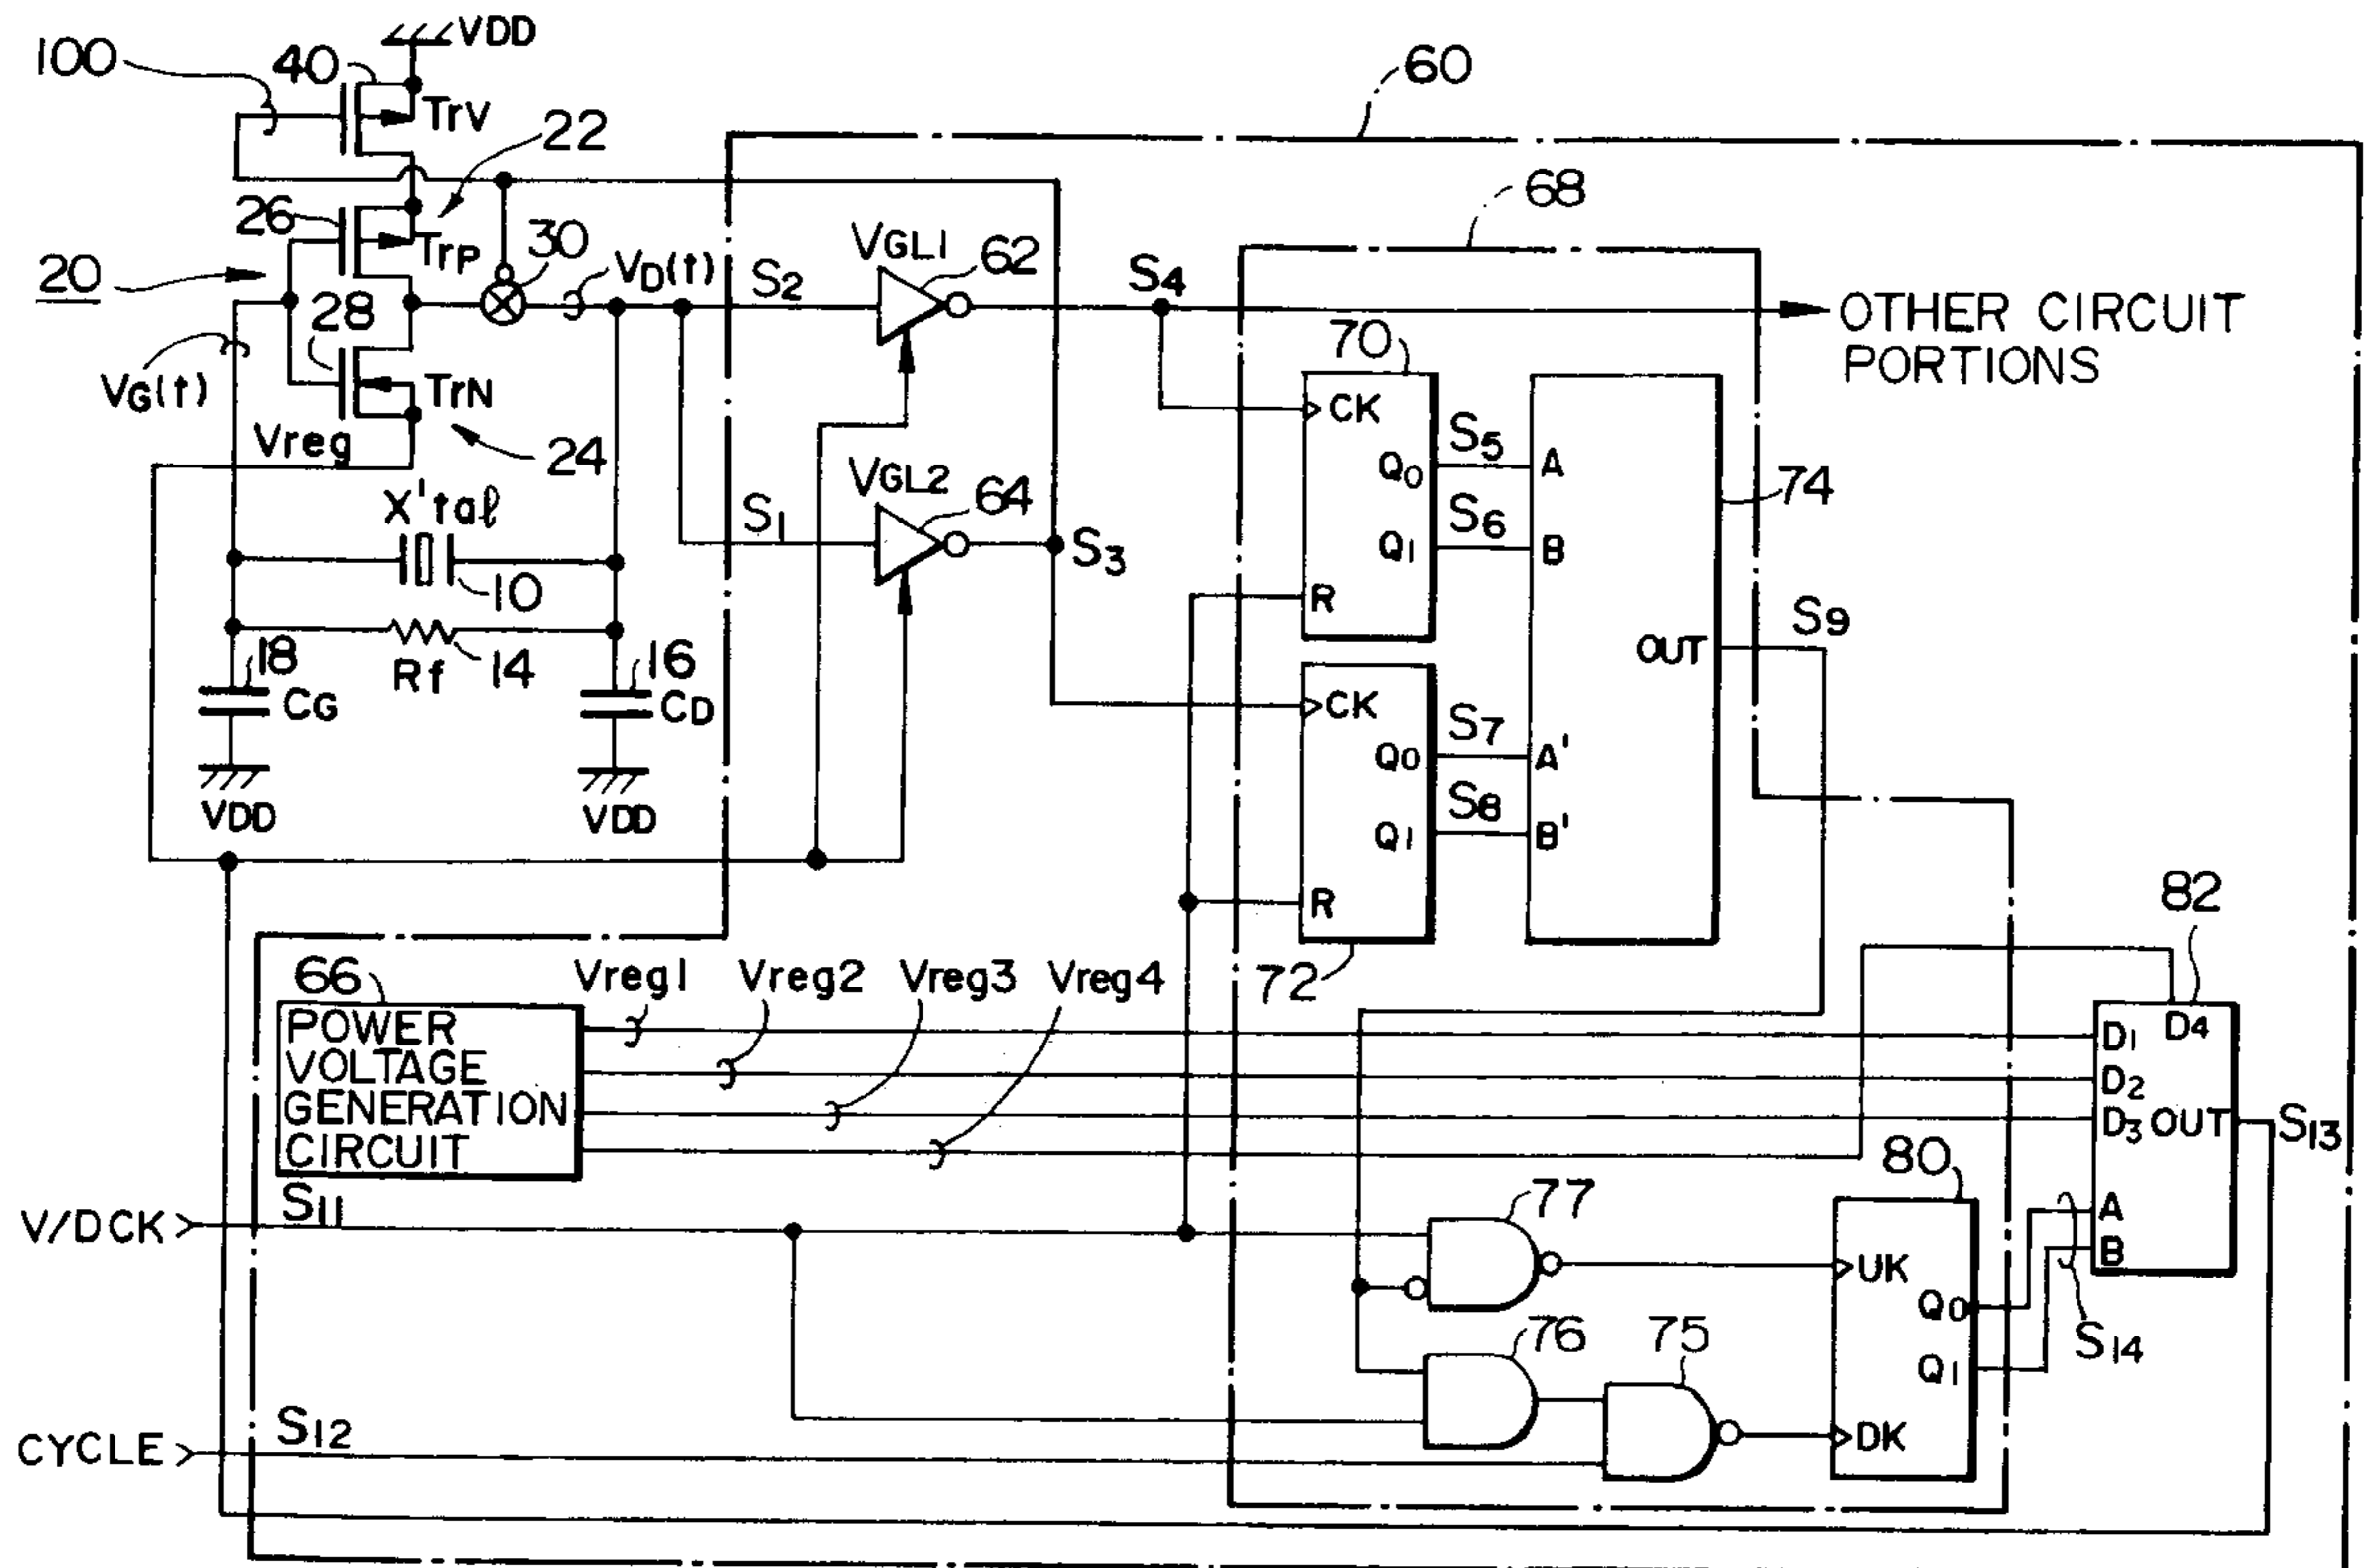 VDD
100
40
TrV
60
22
68
26
TrP
30
VD(t)
S2
VGL1
62
S4
20
28
OTHER CIRCUIT
PORTIONS
70
VG(t)
TrN
CK
Vreg
24
S5
Q0
A
VGL2
64
74
X'tal
S1
S6
S3
Q1
B
10
R
S9
18
Rf
14
16
OUT
CG
CD
CK
S7
Q0
A'
VDD
VDD
S8
Q1
B'
R
82
66
Vreg1
Vreg2
Vreg3
Vreg4
72
POWER
VOLTAGE
GENERATION
CIRCUIT
D1
D4
D2
D3
OUT
S13
80
S11
77
V/DCK
A
B
UK
Q0
76
75
S14
Q1
S12
CYCLE
DK